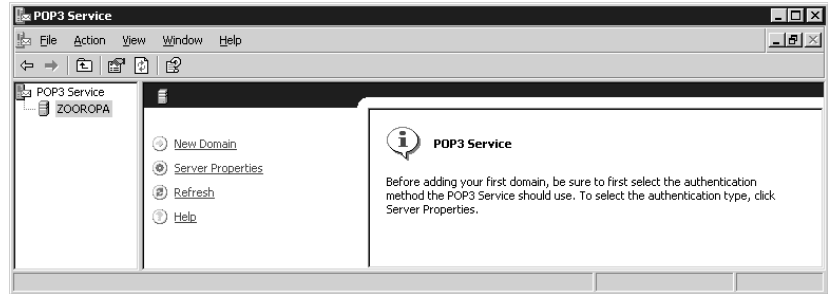 POP3 Service
File Action View Window Help
POP3 Service
ZOOROPA
New Domain
Server Properties
Refresh
Help
POP3 Service
Before adding your first domain, be sure to first select the authentication
method the POP3 Service should use. To select the authentication type, click
Server Properties.